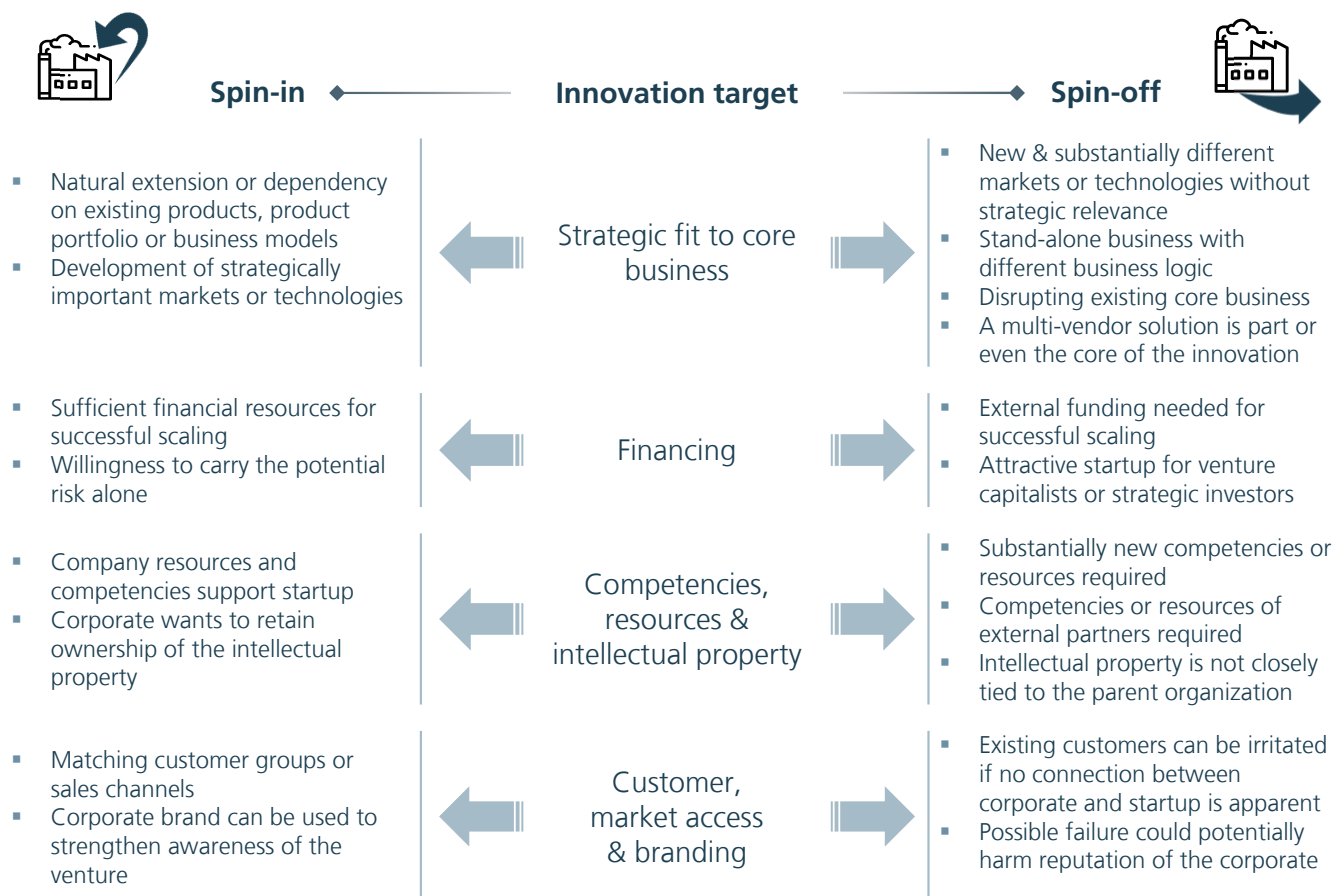 Spin-in
Innovation target
Spin-off
Natural extension or dependency
on existing products, product
portfolio or business models
Development of strategically
important markets or technologies
Strategic fit to core
business
New & substantially different
markets or technologies without
strategic relevance
Stand-alone business with
different business logic
Disrupting existing core business
A multi-vendor solution is part or
even the core of the innovation
Sufficient financial resources for
successful scaling
Willingness to carry the potential
risk alone
Financing
External funding needed for
successful scaling
Attractive startup for venture
capitalists or strategic investors
Company resources and
competencies support startup
Corporate wants to retain
ownership of the intellectual
property
Competencies,
resources &
intellectual property
Substantially new competencies or
resources required
Competencies or resources of
external partners required
Intellectual property is not closely
tied to the parent organization
Matching customer groups or
sales channels
Corporate brand can be used to
strengthen awareness of the
venture
Customer,
market access
& branding
Existing customers can be irritated
if no connection between
corporate and startup is apparent
Possible failure could potentially
harm reputation of the corporate